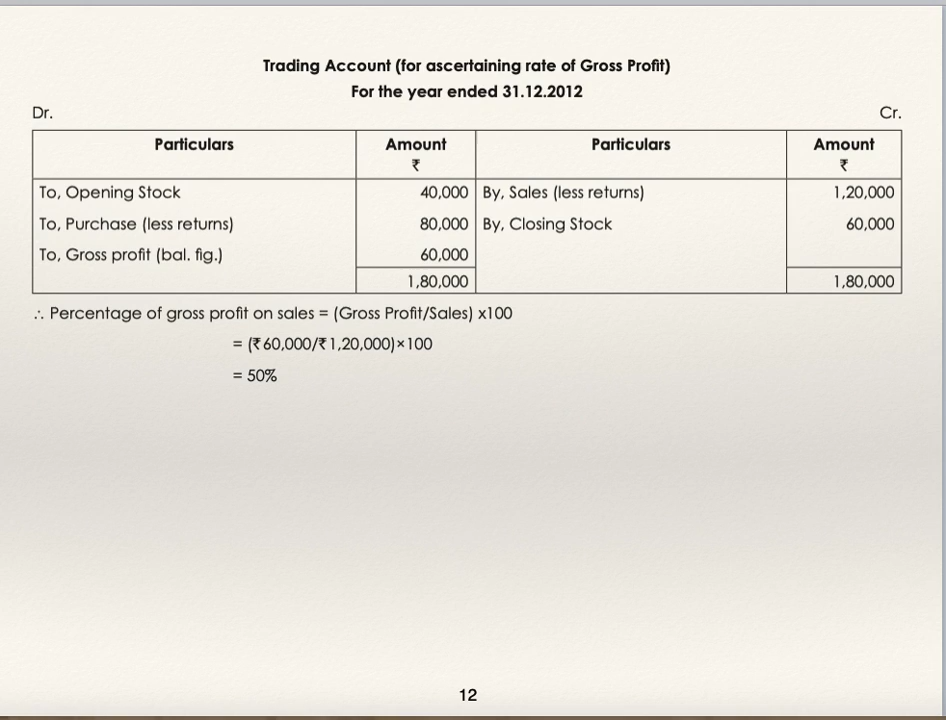 Trading Account (for ascertaining rate of Gross Profit)
For the year ended 31.12.2012
Dr. Cr.
Particulars Amount Particulars Amount
₹ ₹
To, Opening Stock 40,000 By, Sales (less returns) 1,20,000
To, Purchase (less returns) 80,000 By, Closing Stock 60,000
To, Gross profit (bal. fig.) 60,000
1,80,000 1,80,000
∴ Percentage of gross profit on sales = (Gross Profit/Sales) x100
= (₹60,000/₹1,20,000)×100
= 50%
12